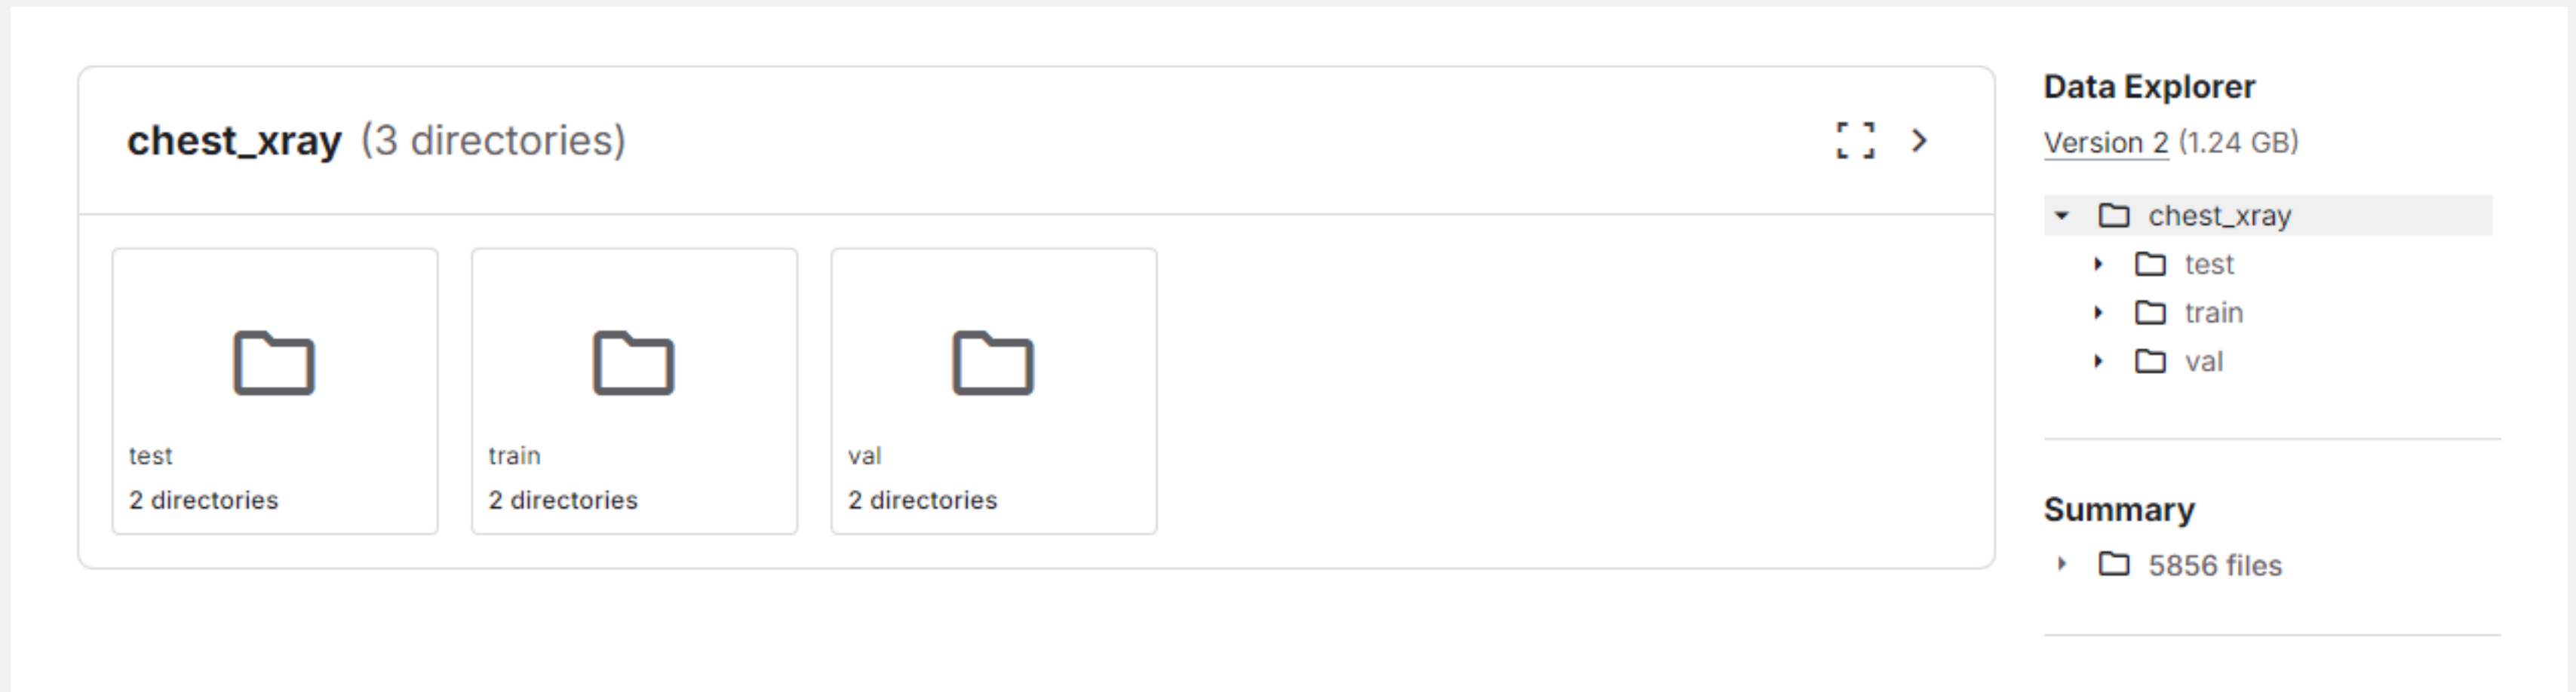 chest_xray (3 directories)
test
2 directories
train
2 directories
val
2 directories
Data Explorer
Version 2 (1.24 GB)
chest_xray
test
train
val
Summary
5856 files